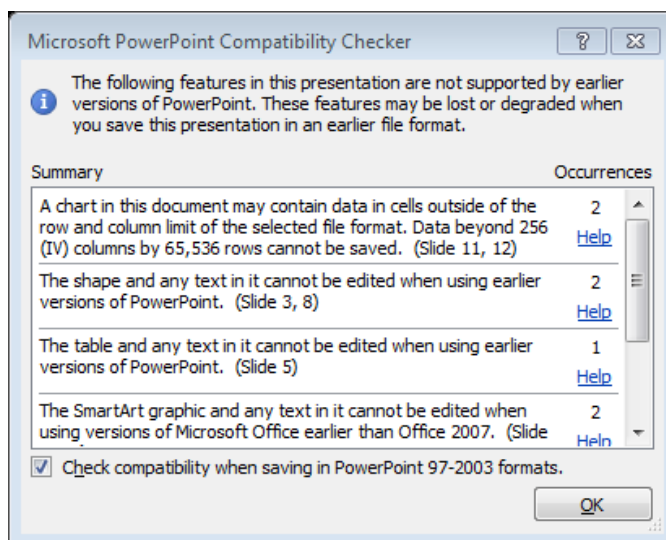 Microsoft PowerPoint Compatibility Checker
The following features in this presentation are not supported by earlier
versions of PowerPoint. These features may be lost or degraded when
you save this presentation in an earlier file format.
Summary Occurrences
A chart in this document may contain data in cells outside of the 2
row and column limit of the selected file format. Data beyond 256
(IV) columns by 65,536 rows cannot be saved. (Slide 11, 12) Help
The shape and any text in it cannot be edited when using earlier 2
versions of PowerPoint. (Slide 3, 8)
Help
The table and any text in it cannot be edited when using earlier 1
versions of PowerPoint. (Slide 5)
Help
The SmartArt graphic and any text in it cannot be edited when 2
using versions of Microsoft Office earlier than Office 2007. (Slide
Help
Check compatibility when saving in PowerPoint 97-2003 formats.
OK